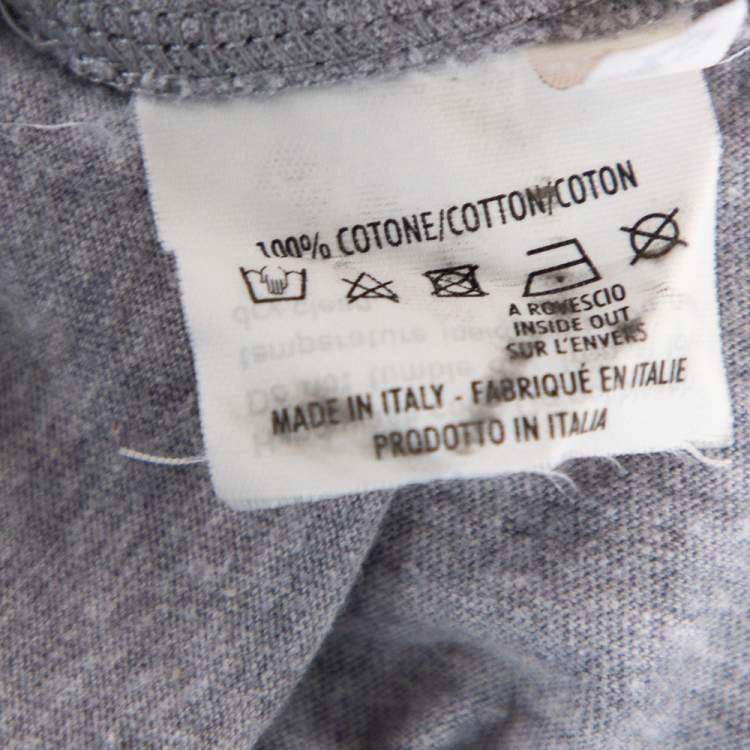 100% COTONE/COTTON/COTON
A ROVESCIO
INSIDE OUT
SUR L'ENVERS
MADE IN ITALY - FABRIQUÉ EN ITALIE
PRODOTTO IN ITALIA